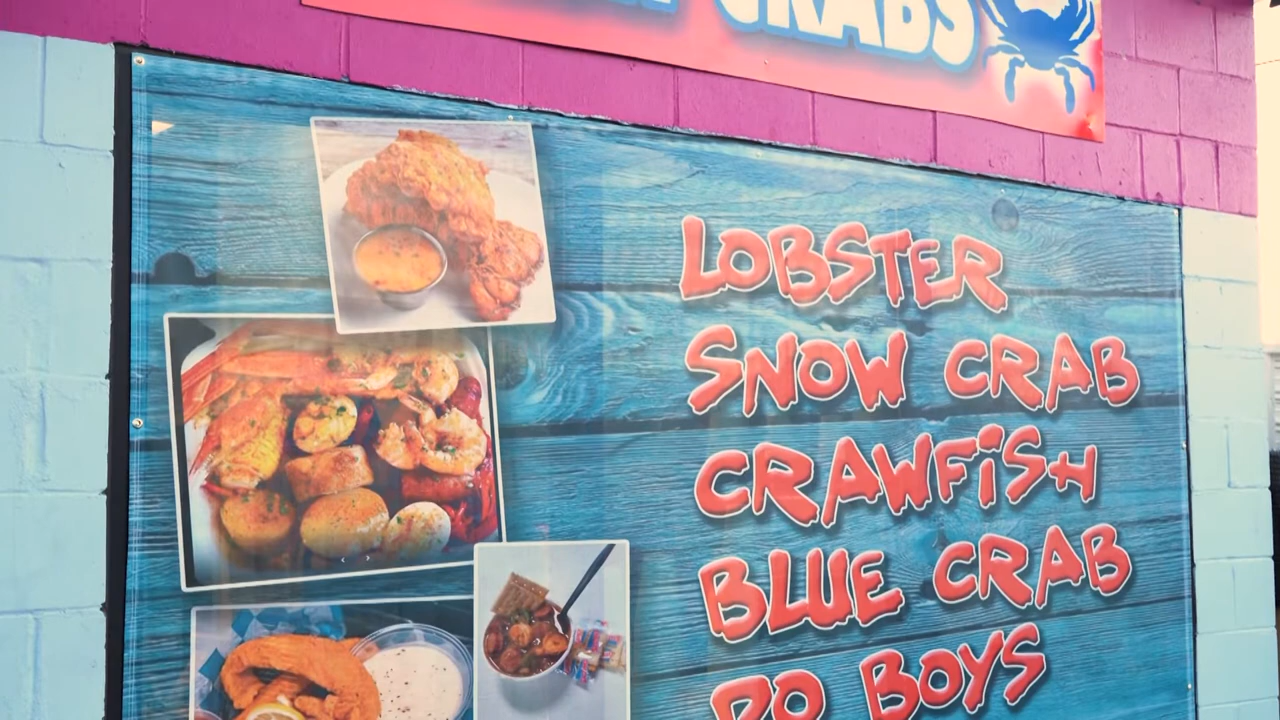 CRABS
LOBSTER
SNOW CRAB
CRAWFISH
BLUE CRAB
PO BOYS